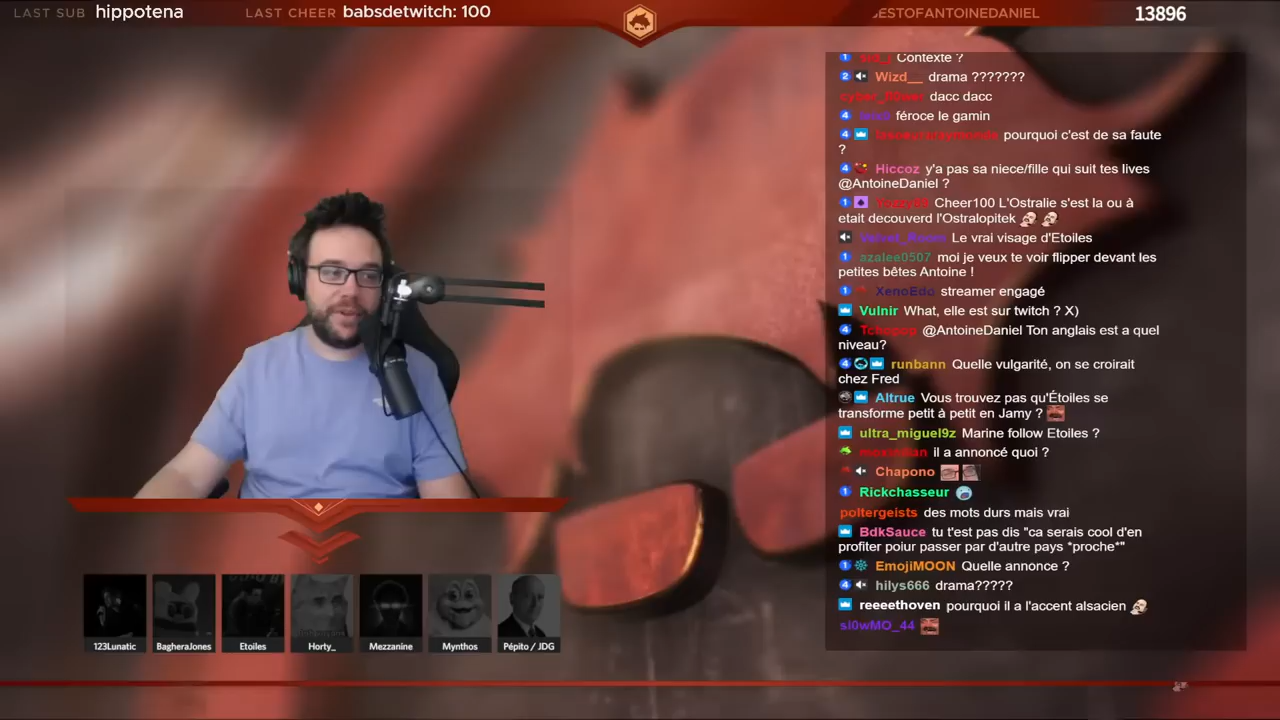 LAST SUB hippotena LAST CHEER babsdetwitch: 100 ESTOFANTOINEDANIEL 13896
Contexte ?
Wizd__ drama ???????
dacc dacc
féroce le gamin
pourquoi c'est de sa faute
?
Hiccoz y'a pas sa niece/fille qui suit tes lives
@AntoineDaniel ?
Cheer100 L'Ostralie s'est la ou à
etait decouverd l'Ostralopitek
Velvet_Room Le vrai visage d'Etoiles
azalee0507 moi je veux te voir flipper devant les
petites bêtes Antoine !
XenoEdo streamer engagé
Vulnir What, elle est sur twitch ? X)
Tchopop @AntoineDaniel Ton anglais est a quel
niveau?
runbann Quelle vulgarité, on se croirait
chez Fred
Altrue Vous trouvez pas qu'Étoiles se
transforme petit à petit en Jamy ?
ultra_miguel9z Marine follow Etoiles ?
il a annoncé quoi ?
Chapono
Rickchasseur
poltergeists des mots durs mais vrai
BdkSauce tu t'est pas dis "ca serais cool d'en
profiter poiur passer par d'autre pays *proche*"
EmojiMOON Quelle annonce ?
hilys666 drama?????
reeeethoven pourquoi il a l'accent alsacien
sl0wMO_44
123Lunatic BagheraJones Etoiles Horty_ Mezzanine Mynthos Pépito / JDG